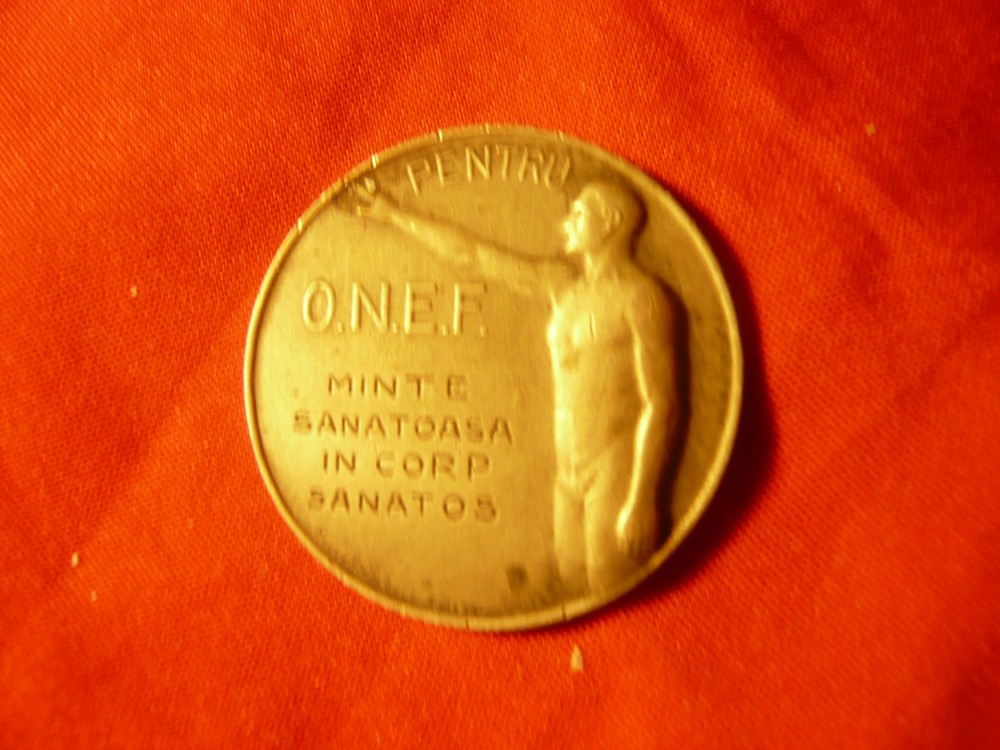 PENTRU
O.N.E.F.
MINTE
SANATOASA
IN CORP
SANATOS